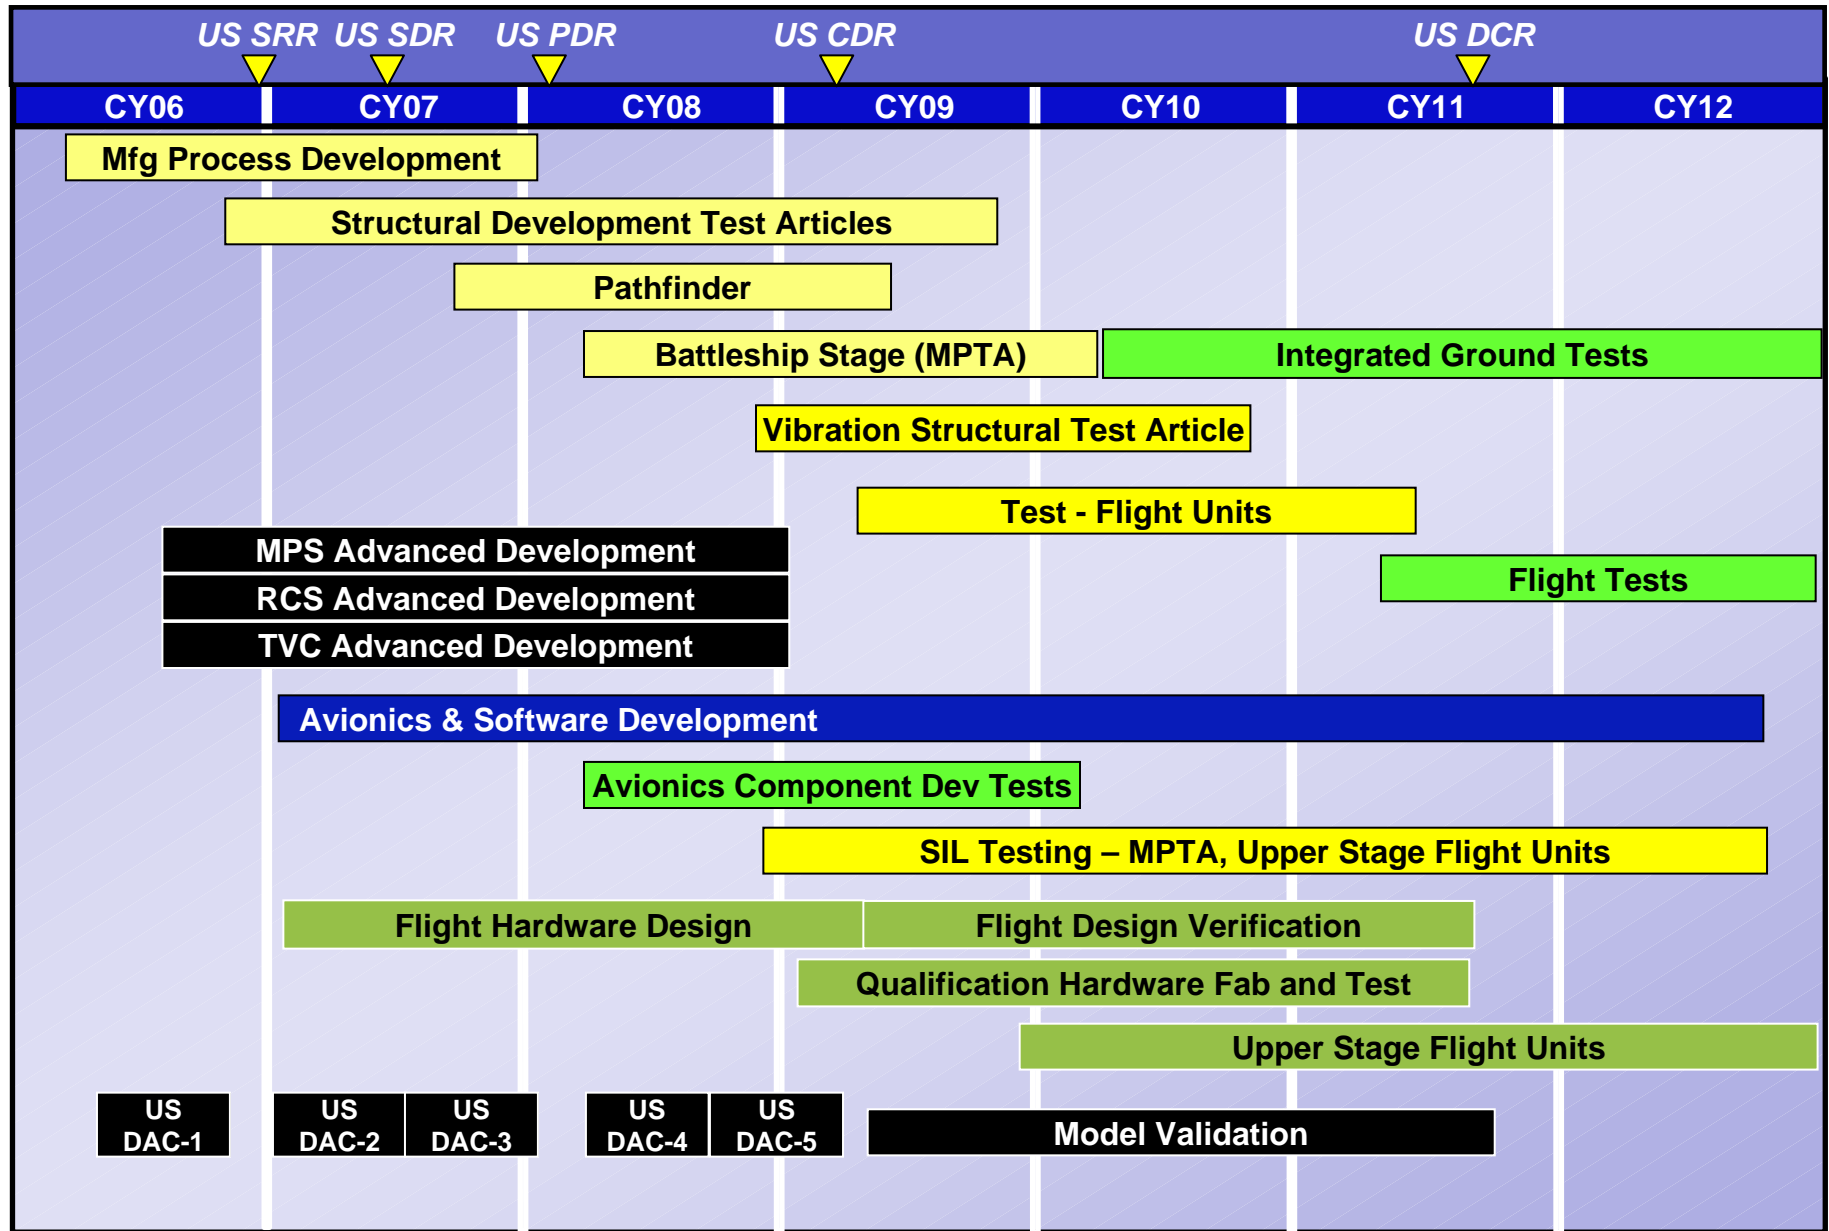 US SRR US SDR US PDR US CDR US DCR
CY06 CY07 CY08 CY09 CY10 CY11 CY12
Mfg Process Development
Structural Development Test Articles
Pathfinder
Battleship Stage (MPTA) Integrated Ground Tests
Vibration Structural Test Article
Test - Flight Units
MPS Advanced Development
Flight Tests
RCS Advanced Development
TVC Advanced Development
Avionics & Software Development
Avionics Component Dev Tests
SIL Testing – MPTA, Upper Stage Flight Units
Flight Hardware Design Flight Design Verification
Qualification Hardware Fab and Test
Upper Stage Flight Units
US
DAC-1
US
DAC-2
US
DAC-3
US
DAC-4
US
DAC-5
Model Validation